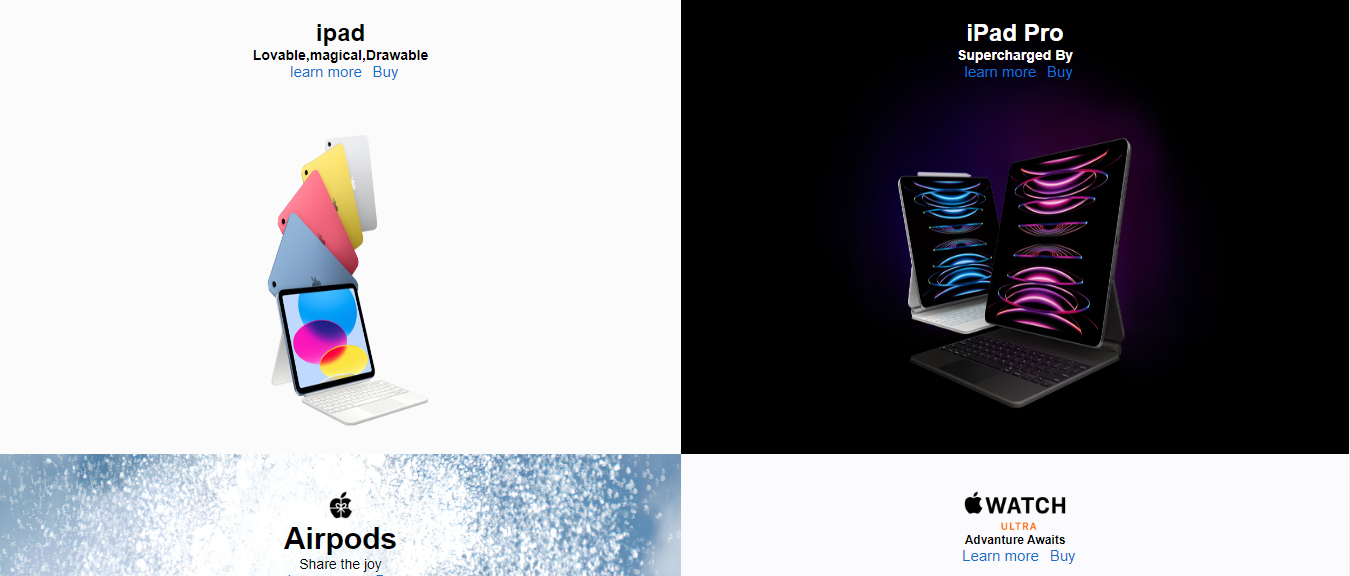 ipad
Lovable,magical,Drawable
learn more Buy
iPad Pro
Supercharged By
learn more Buy
Airpods
Share the joy
WATCH
ULTRA
Advanture Awaits
Learn more Buy